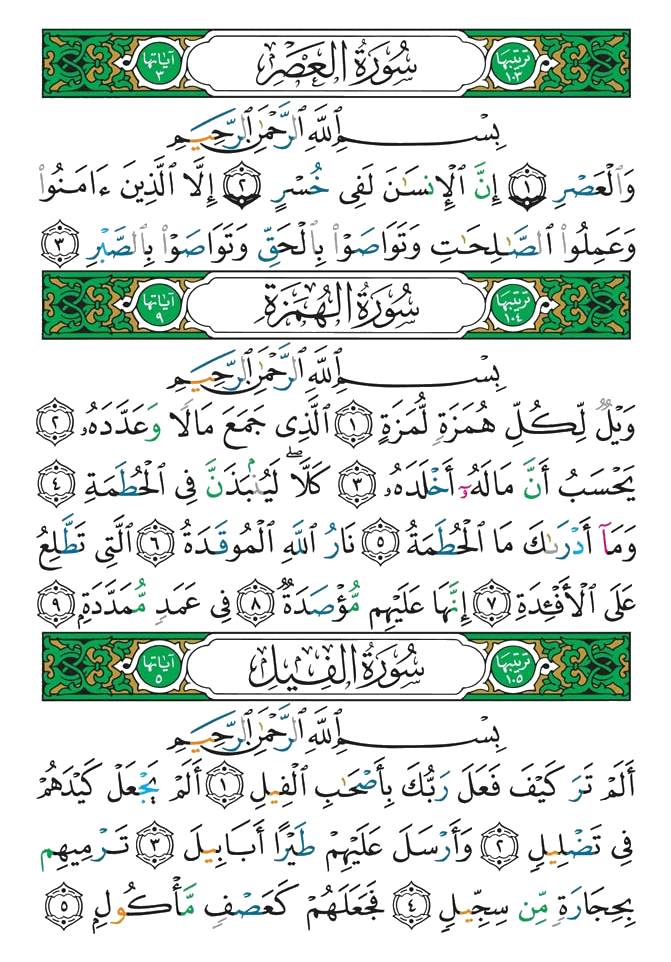 ترتيبها ١٠٣ سُورَةُ الْعَصْرِ آياتها ٣
بِسْمِ ٱللَّهِ ٱلرَّحْمَٰنِ ٱلرَّحِيمِ
وَٱلْعَصْرِ ١ إِنَّ ٱلْإِنسَٰنَ لَفِى خُسْرٍ ٢ إِلَّا ٱلَّذِينَ ءَامَنُوا۟
وَعَمِلُوا۟ ٱلصَّٰلِحَٰتِ وَتَوَاصَوْا۟ بِٱلْحَقِّ وَتَوَاصَوْا۟ بِٱلصَّبْرِ ٣
ترتيبها ١٠٤ سُورَةُ الْهُمَزَةِ آياتها ٩
بِسْمِ ٱللَّهِ ٱلرَّحْمَٰنِ ٱلرَّحِيمِ
وَيْلٌ لِّكُلِّ هُمَزَةٍ لُّمَزَةٍ ١ ٱلَّذِى جَمَعَ مَالًا وَعَدَّدَهُۥ ٢
يَحْسَبُ أَنَّ مَالَهُۥٓ أَخْلَدَهُۥ ٣ كَلَّا ۖ لَيُنۢبَذَنَّ فِى ٱلْحُطَمَةِ ٤
وَمَآ أَدْرَىٰكَ مَا ٱلْحُطَمَةُ ٥ نَارُ ٱللَّهِ ٱلْمُوقَدَةُ ٦ ٱلَّتِى تَطَّلِعُ
عَلَى ٱلْأَفْـِٔدَةِ ٧ إِنَّهَا عَلَيْهِم مُّؤْصَدَةٌ ٨ فِى عَمَدٍ مُّمَدَّدَةٍۭ ٩
ترتيبها ١٠٥ سُورَةُ الْفِيلِ آياتها ٥
بِسْمِ ٱللَّهِ ٱلرَّحْمَٰنِ ٱلرَّحِيمِ
أَلَمْ تَرَ كَيْفَ فَعَلَ رَبُّكَ بِأَصْحَٰبِ ٱلْفِيلِ ١ أَلَمْ يَجْعَلْ كَيْدَهُمْ
فِى تَضْلِيلٍ ٢ وَأَرْسَلَ عَلَيْهِمْ طَيْرًا أَبَابِيلَ ٣ تَرْمِيهِم
بِحِجَارَةٍ مِّن سِجِّيلٍ ٤ فَجَعَلَهُمْ كَعَصْفٍ مَّأْكُولٍۭ ٥